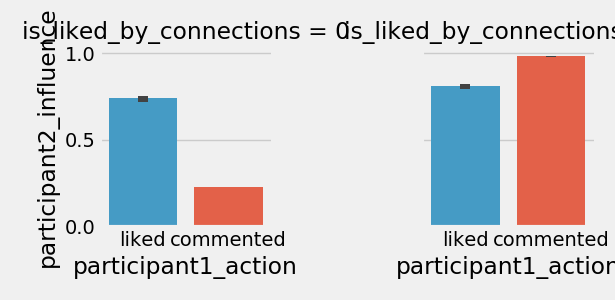 is_liked_by_connections = 0
is_liked_by_connections
participant2_influence
1.0
0.5
0.0
liked
commented
liked
commented
participant1_action
participant1_action